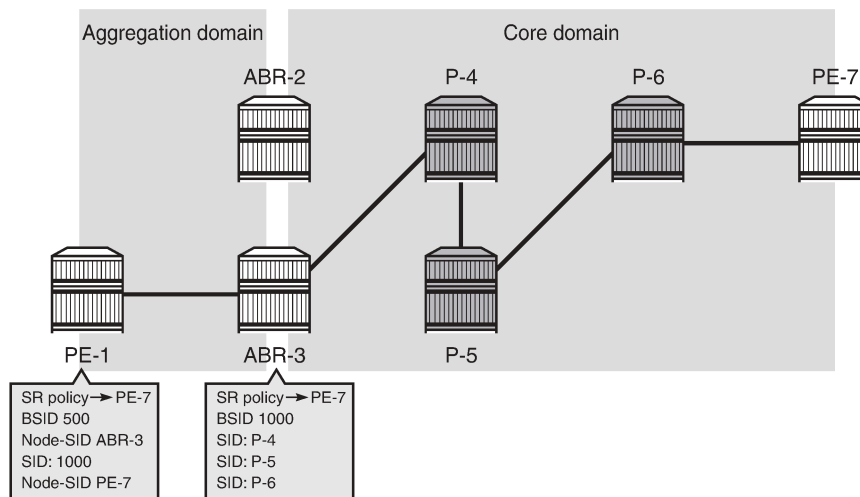 Aggregation domain
Core domain
ABR-2
P-4
P-6
PE-7
PE-1
ABR-3
P-5
SR policy→PE-7
BSID 500
Node-SID ABR-3
SID: 1000
Node-SID PE-7
SR policy→PE-7
BSID 1000
SID: P-4
SID: P-5
SID: P-6